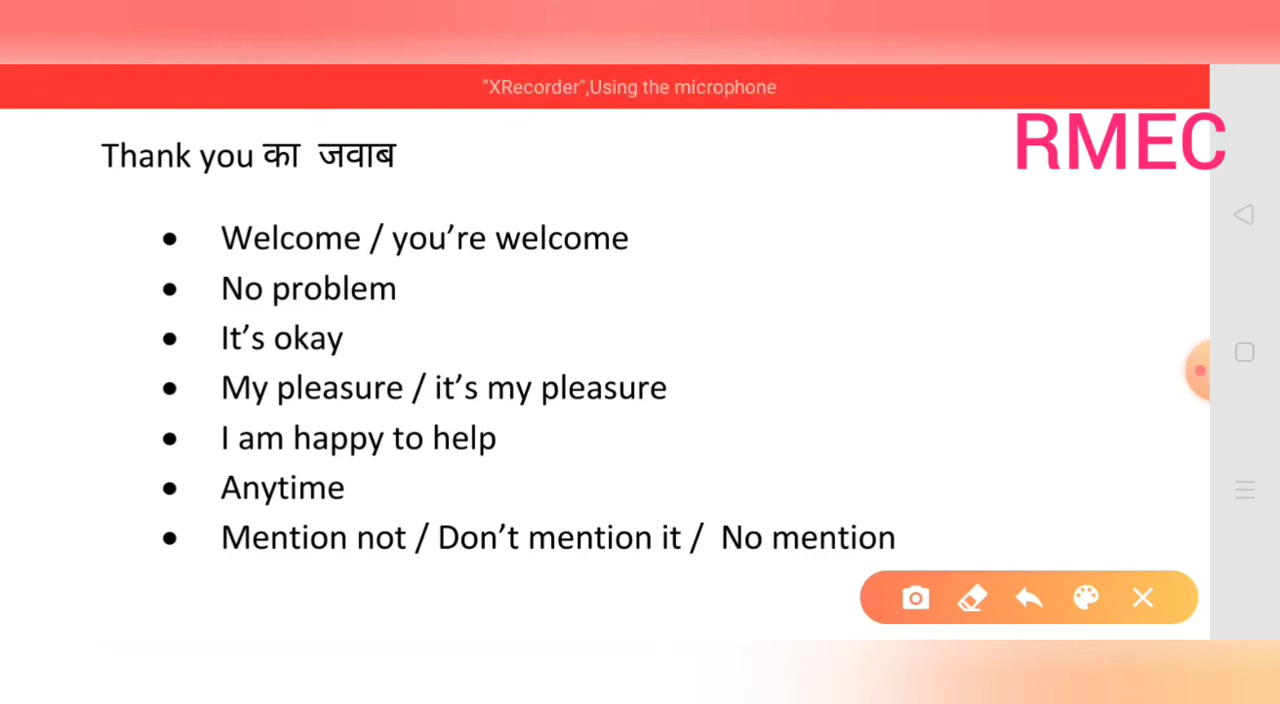 "XRecorder",Using the microphone
RMEC
Thank you का जवाब
• Welcome / you’re welcome
• No problem
• It’s okay
• My pleasure / it’s my pleasure
• I am happy to help
• Anytime
• Mention not / Don’t mention it / No mention